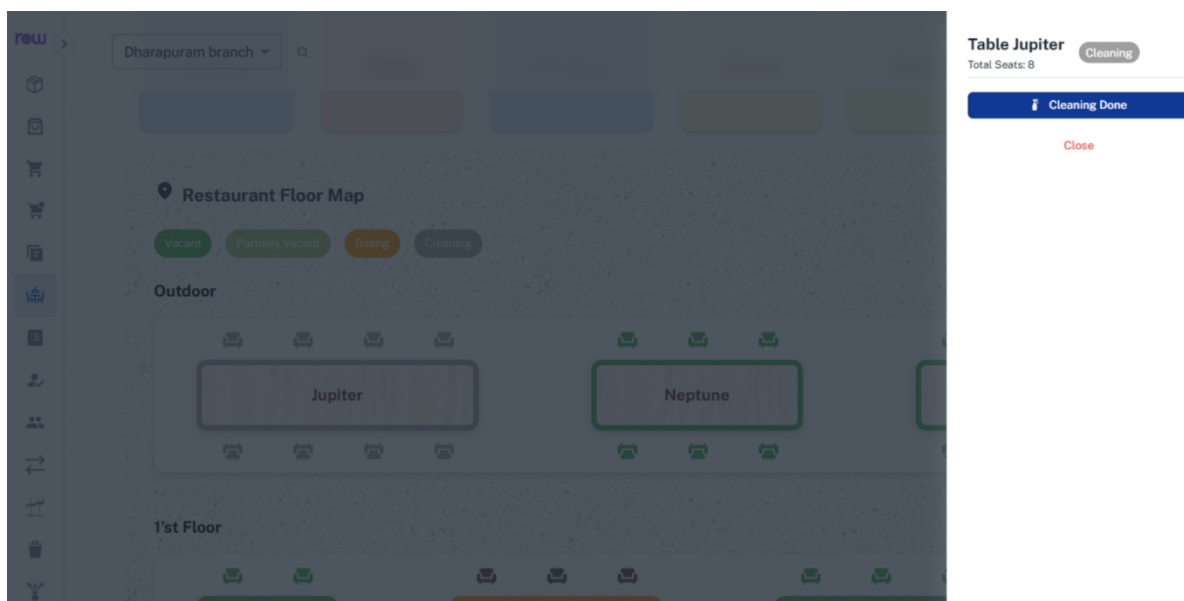 row
Dharapuram branch
Restaurant Floor Map
Vacant
Partially Vacant
Dining
Cleaning
Outdoor
Jupiter
Neptune
1'st Floor
Table Jupiter
Cleaning
Total Seats: 8
Cleaning Done
Close